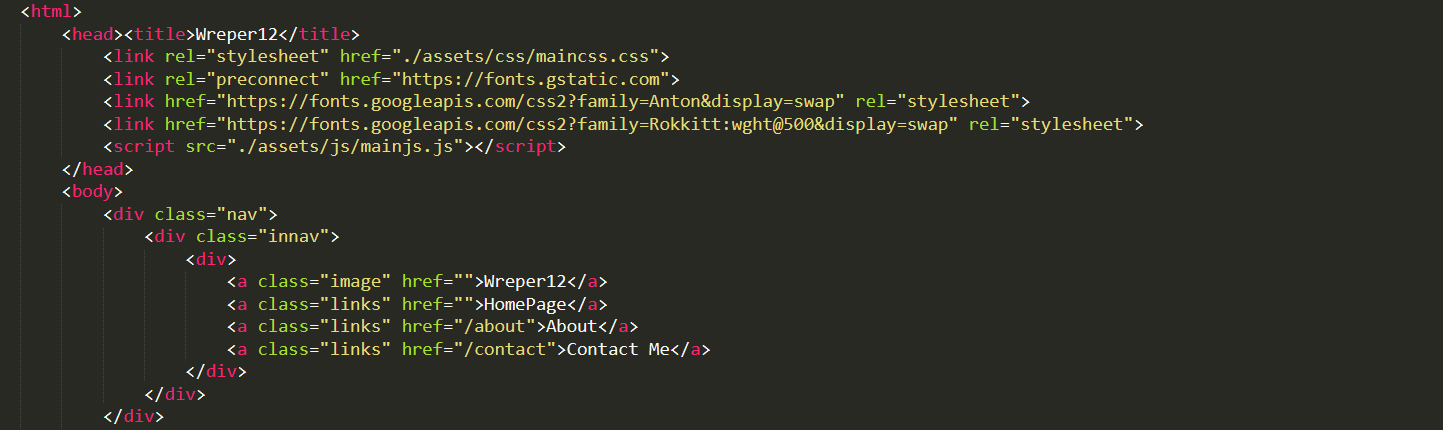 <html>
<head><title>Wreper12</title>
<link rel="stylesheet" href="./assets/css/maincss.css">
<link rel="preconnect" href="https://fonts.gstatic.com">
<link href="https://fonts.googleapis.com/css2?family=Anton&display=swap" rel="stylesheet">
<link href="https://fonts.googleapis.com/css2?family=Rokkitt:wght@500&display=swap" rel="stylesheet">
<script src="./assets/js/mainjs.js"></script>
</head>
<body>
<div class="nav">
<div class="innav">
<div>
<a class="image" href="">Wreper12</a>
<a class="links" href="">HomePage</a>
<a class="links" href="/about">About</a>
<a class="links" href="/contact">Contact Me</a>
</div>
</div>
</div>